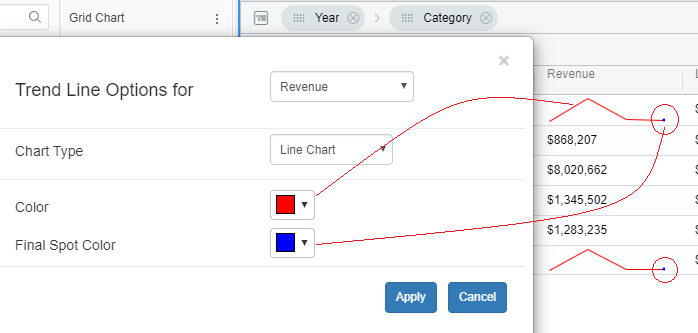 Grid Chart
Year
Category
Trend Line Options for
Revenue
Chart Type
Line Chart
Color
Final Spot Color
Apply
Cancel
Revenue
$868,207
$8,020,662
$1,345,502
$1,283,235